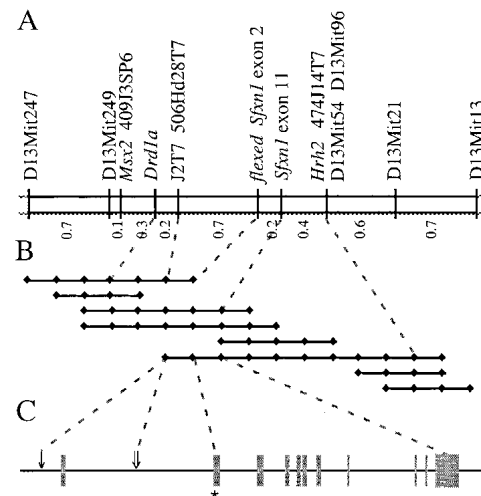 A
D13Mit247
D13Mit249
Msx2 409J3SP6
Drd1a
J2T7 506Hd28T7
flexed Sfxn1 exon 2
Sfxn1 exon 11
Hrh2 474J14T7
D13Mit54 D13Mit96
D13Mit21
D13Mit13
0.7
0.1
0.3
0.2
0.7
0.2
0.4
0.6
0.7
B
C
*